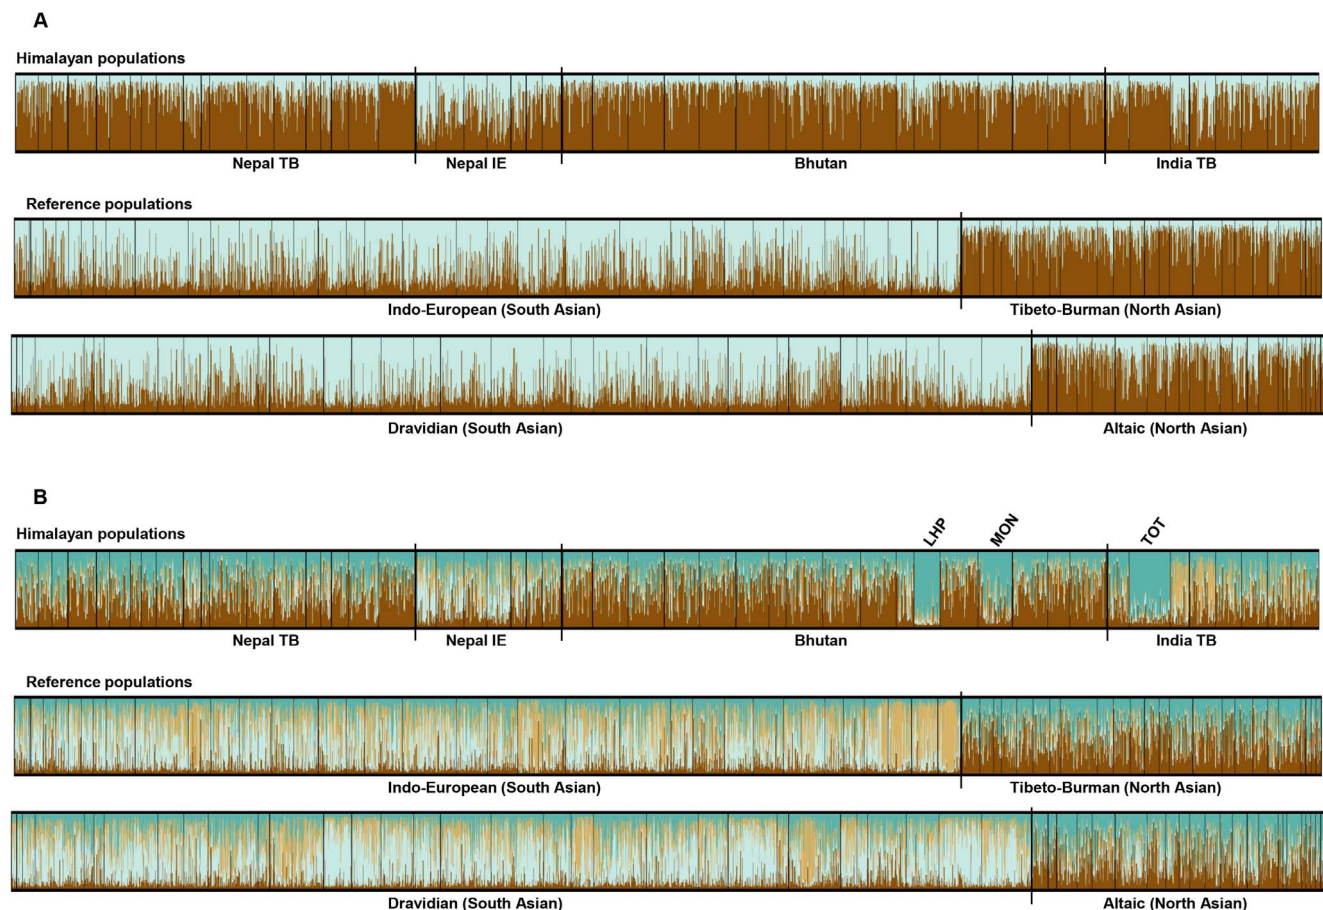 A
Himalayan populations
Nepal TB Nepal IE Bhutan India TB
Reference populations
Indo-European (South Asian) Tibeto-Burman (North Asian)
Dravidian (South Asian) Altaic (North Asian)
B
Himalayan populations LHP MON TOT
Nepal TB Nepal IE Bhutan India TB
Reference populations
Indo-European (South Asian) Tibeto-Burman (North Asian)
Dravidian (South Asian) Altaic (North Asian)